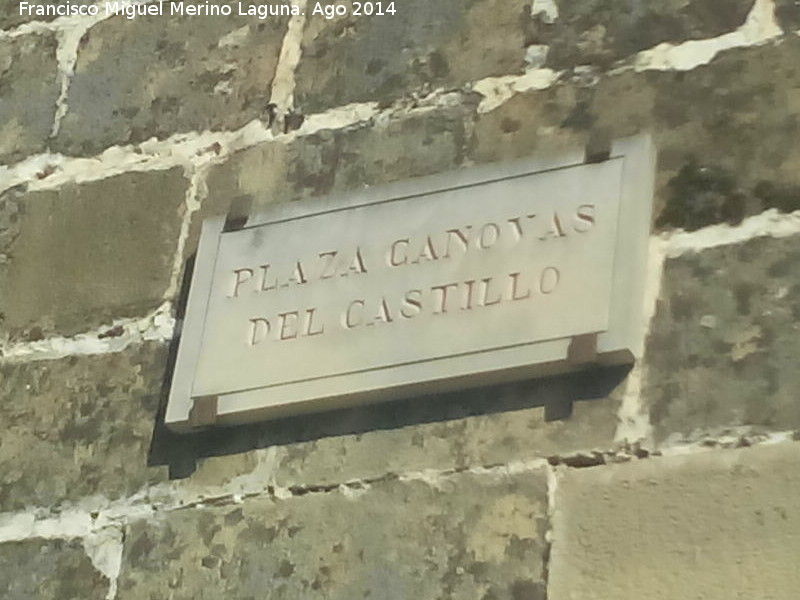 Francisco Miguel Merino Laguna. Ago 2014
PLAZA CANOVAS
DEL CASTILLO